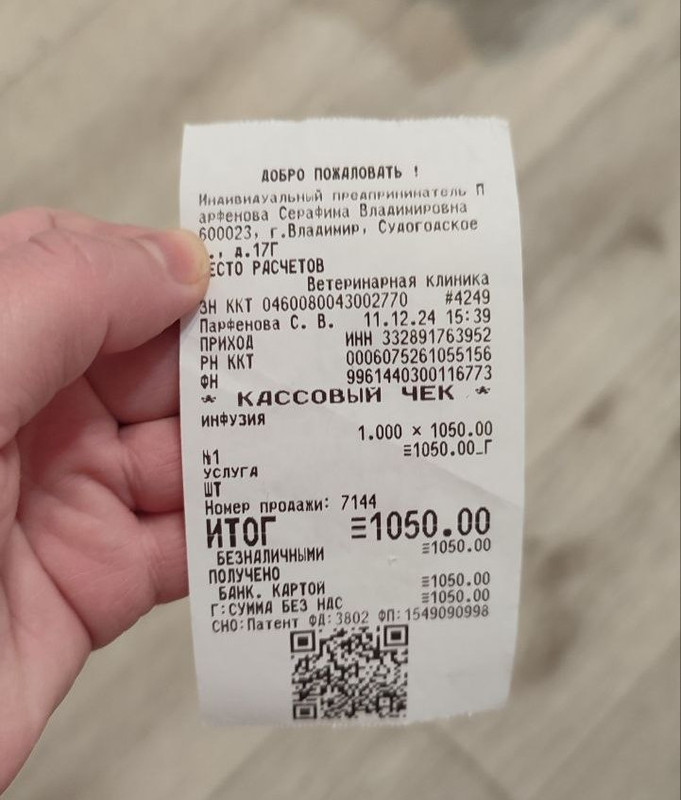 ДОБРО ПОЖАЛОВАТЬ !
Индивидуальный предприниматель П
арфенова Серафима Владимировна
600023, г.Владимир, Судогодское
., д.17Г
ЕСТО РАСЧЕТОВ
Ветеринарная клиника
ЗН ККТ 0460080043002770 #4249
Парфенова С. В. 11.12.24 15:39
ПРИХОД ИНН 332891763952
РН ККТ 0006075261055156
ФН 9961440300116773
* КАССОВЫЙ ЧЕК *
ИНФУЗИЯ
1.000 × 1050.00
№1 ≡1050.00_Г
УСЛУГА
ШТ
Номер продажи: 7144
ИТОГ ≡1050.00
БЕЗНАЛИЧНЫМИ ≡1050.00
ПОЛУЧЕНО
БАНК. КАРТОЙ ≡1050.00
Г:СУММА БЕЗ НДС ≡1050.00
СНО:Патент ФД:3802 ФП:1549090998